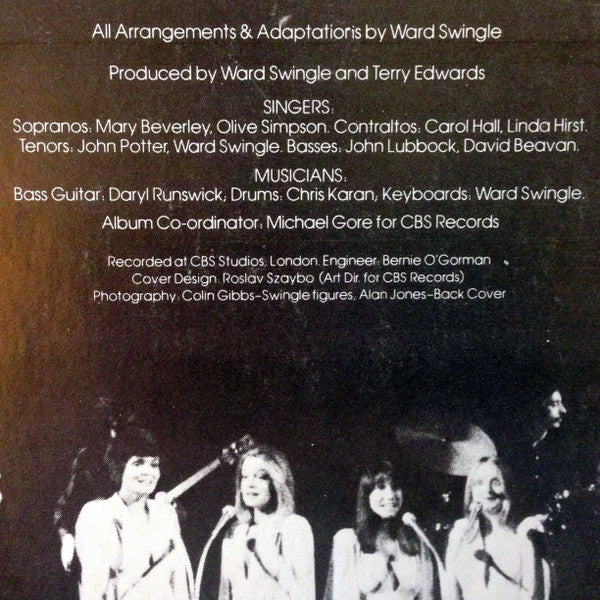 All Arrangements & Adaptations by Ward Swingle
Produced by Ward Swingle and Terry Edwards
SINGERS:
Sopranos: Mary Beverley, Olive Simpson. Contraltos: Carol Hall, Linda Hirst.
Tenors: John Potter, Ward Swingle. Basses: John Lubbock, David Beavan.
MUSICIANS:
Bass Guitar: Daryl Runswick; Drums: Chris Karan; Keyboards: Ward Swingle.
Album Co-ordinator: Michael Gore for CBS Records
Recorded at CBS Studios, London. Engineer: Bernie O'Gorman
Cover Design: Roslav Szaybo (Art Dir. for CBS Records)
Photography: Colin Gibbs-Swingle figures, Alan Jones-Back Cover